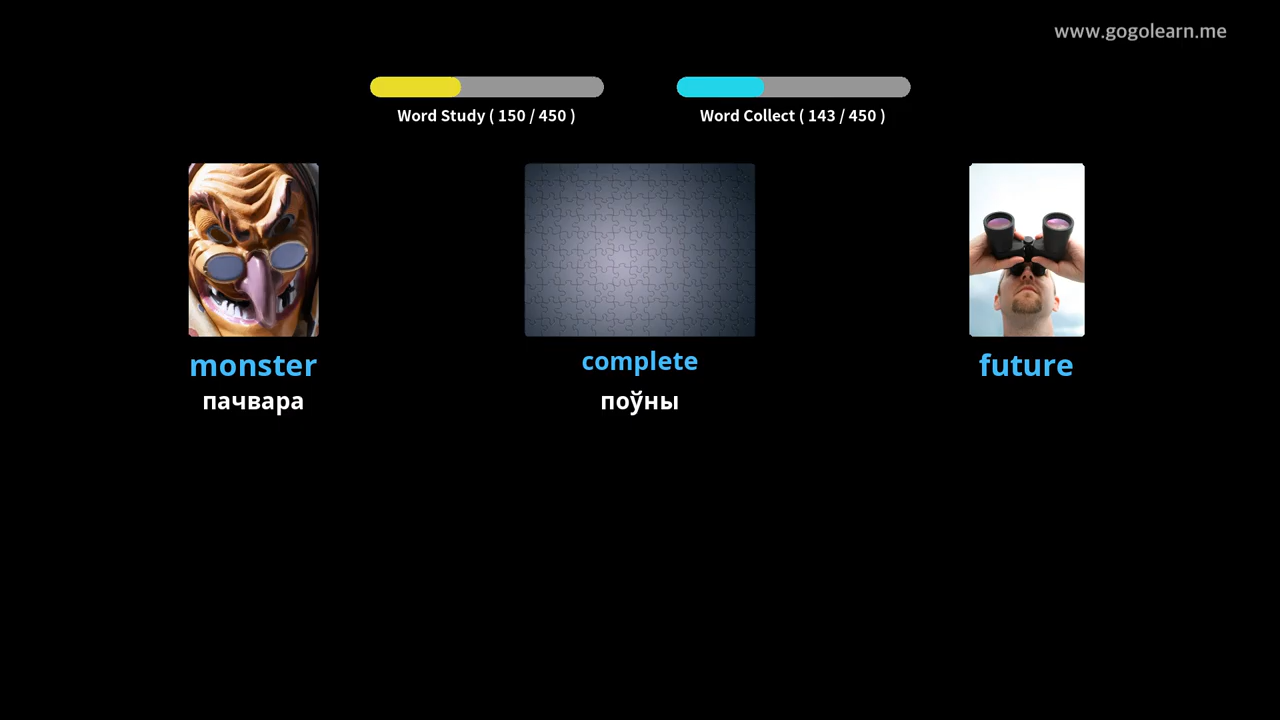 www.gogolearn.me
Word Study ( 150 / 450 )
Word Collect ( 143 / 450 )
monster
пачвара
complete
поўны
future